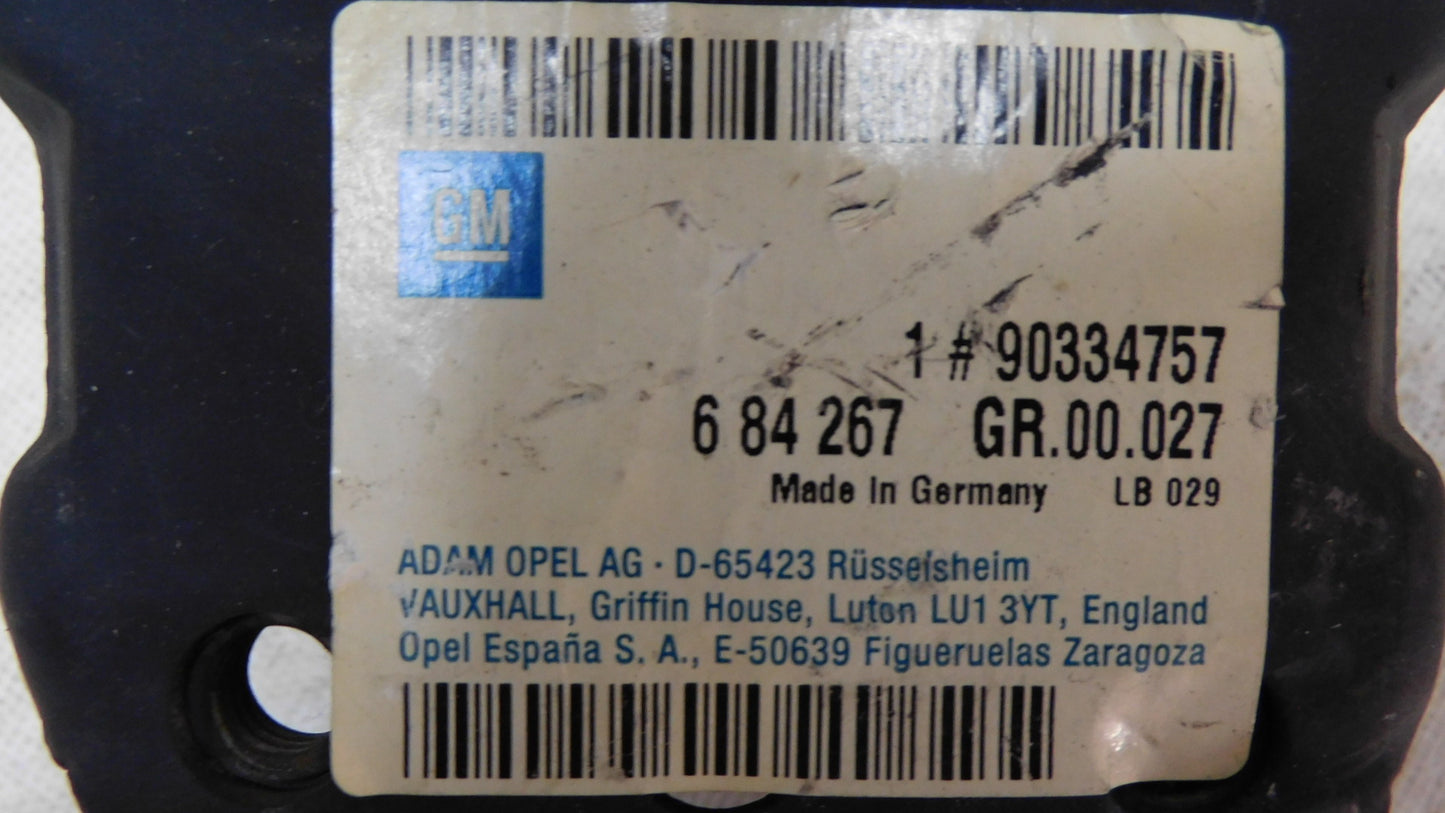 GM
1 # 90334757
6 84 267 GR.00.027
Made In Germany LB 029
ADAM OPEL AG · D-65423 Rüsselsheim
VAUXHALL, Griffin House, Luton LU1 3YT, England
Opel España S. A., E-50639 Figueruelas Zaragoza